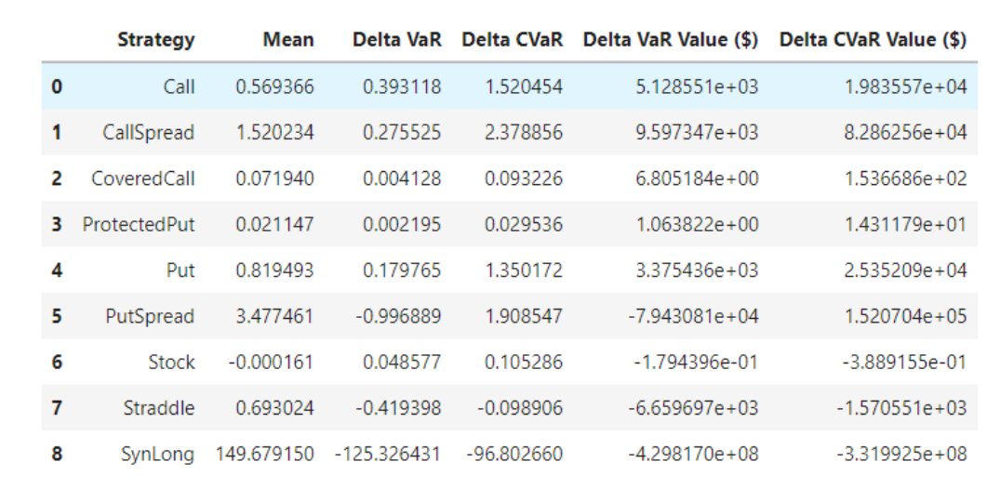 Strategy Mean Delta VaR Delta CVaR Delta VaR Value ($) Delta CVaR Value ($)
0 Call 0.569366 0.393118 1.520454 5.128551e+03 1.983557e+04
1 CallSpread 1.520234 0.275525 2.378856 9.597347e+03 8.286256e+04
2 CoveredCall 0.071940 0.004128 0.093226 6.805184e+00 1.536686e+02
3 ProtectedPut 0.021147 0.002195 0.029536 1.063822e+00 1.431179e+01
4 Put 0.819493 0.179765 1.350172 3.375436e+03 2.535209e+04
5 PutSpread 3.477461 -0.996889 1.908547 -7.943081e+04 1.520704e+05
6 Stock -0.000161 0.048577 0.105286 -1.794396e-01 -3.889155e-01
7 Straddle 0.693024 -0.419398 -0.098906 -6.659697e+03 -1.570551e+03
8 SynLong 149.679150 -125.326431 -96.802660 -4.298170e+08 -3.319925e+08